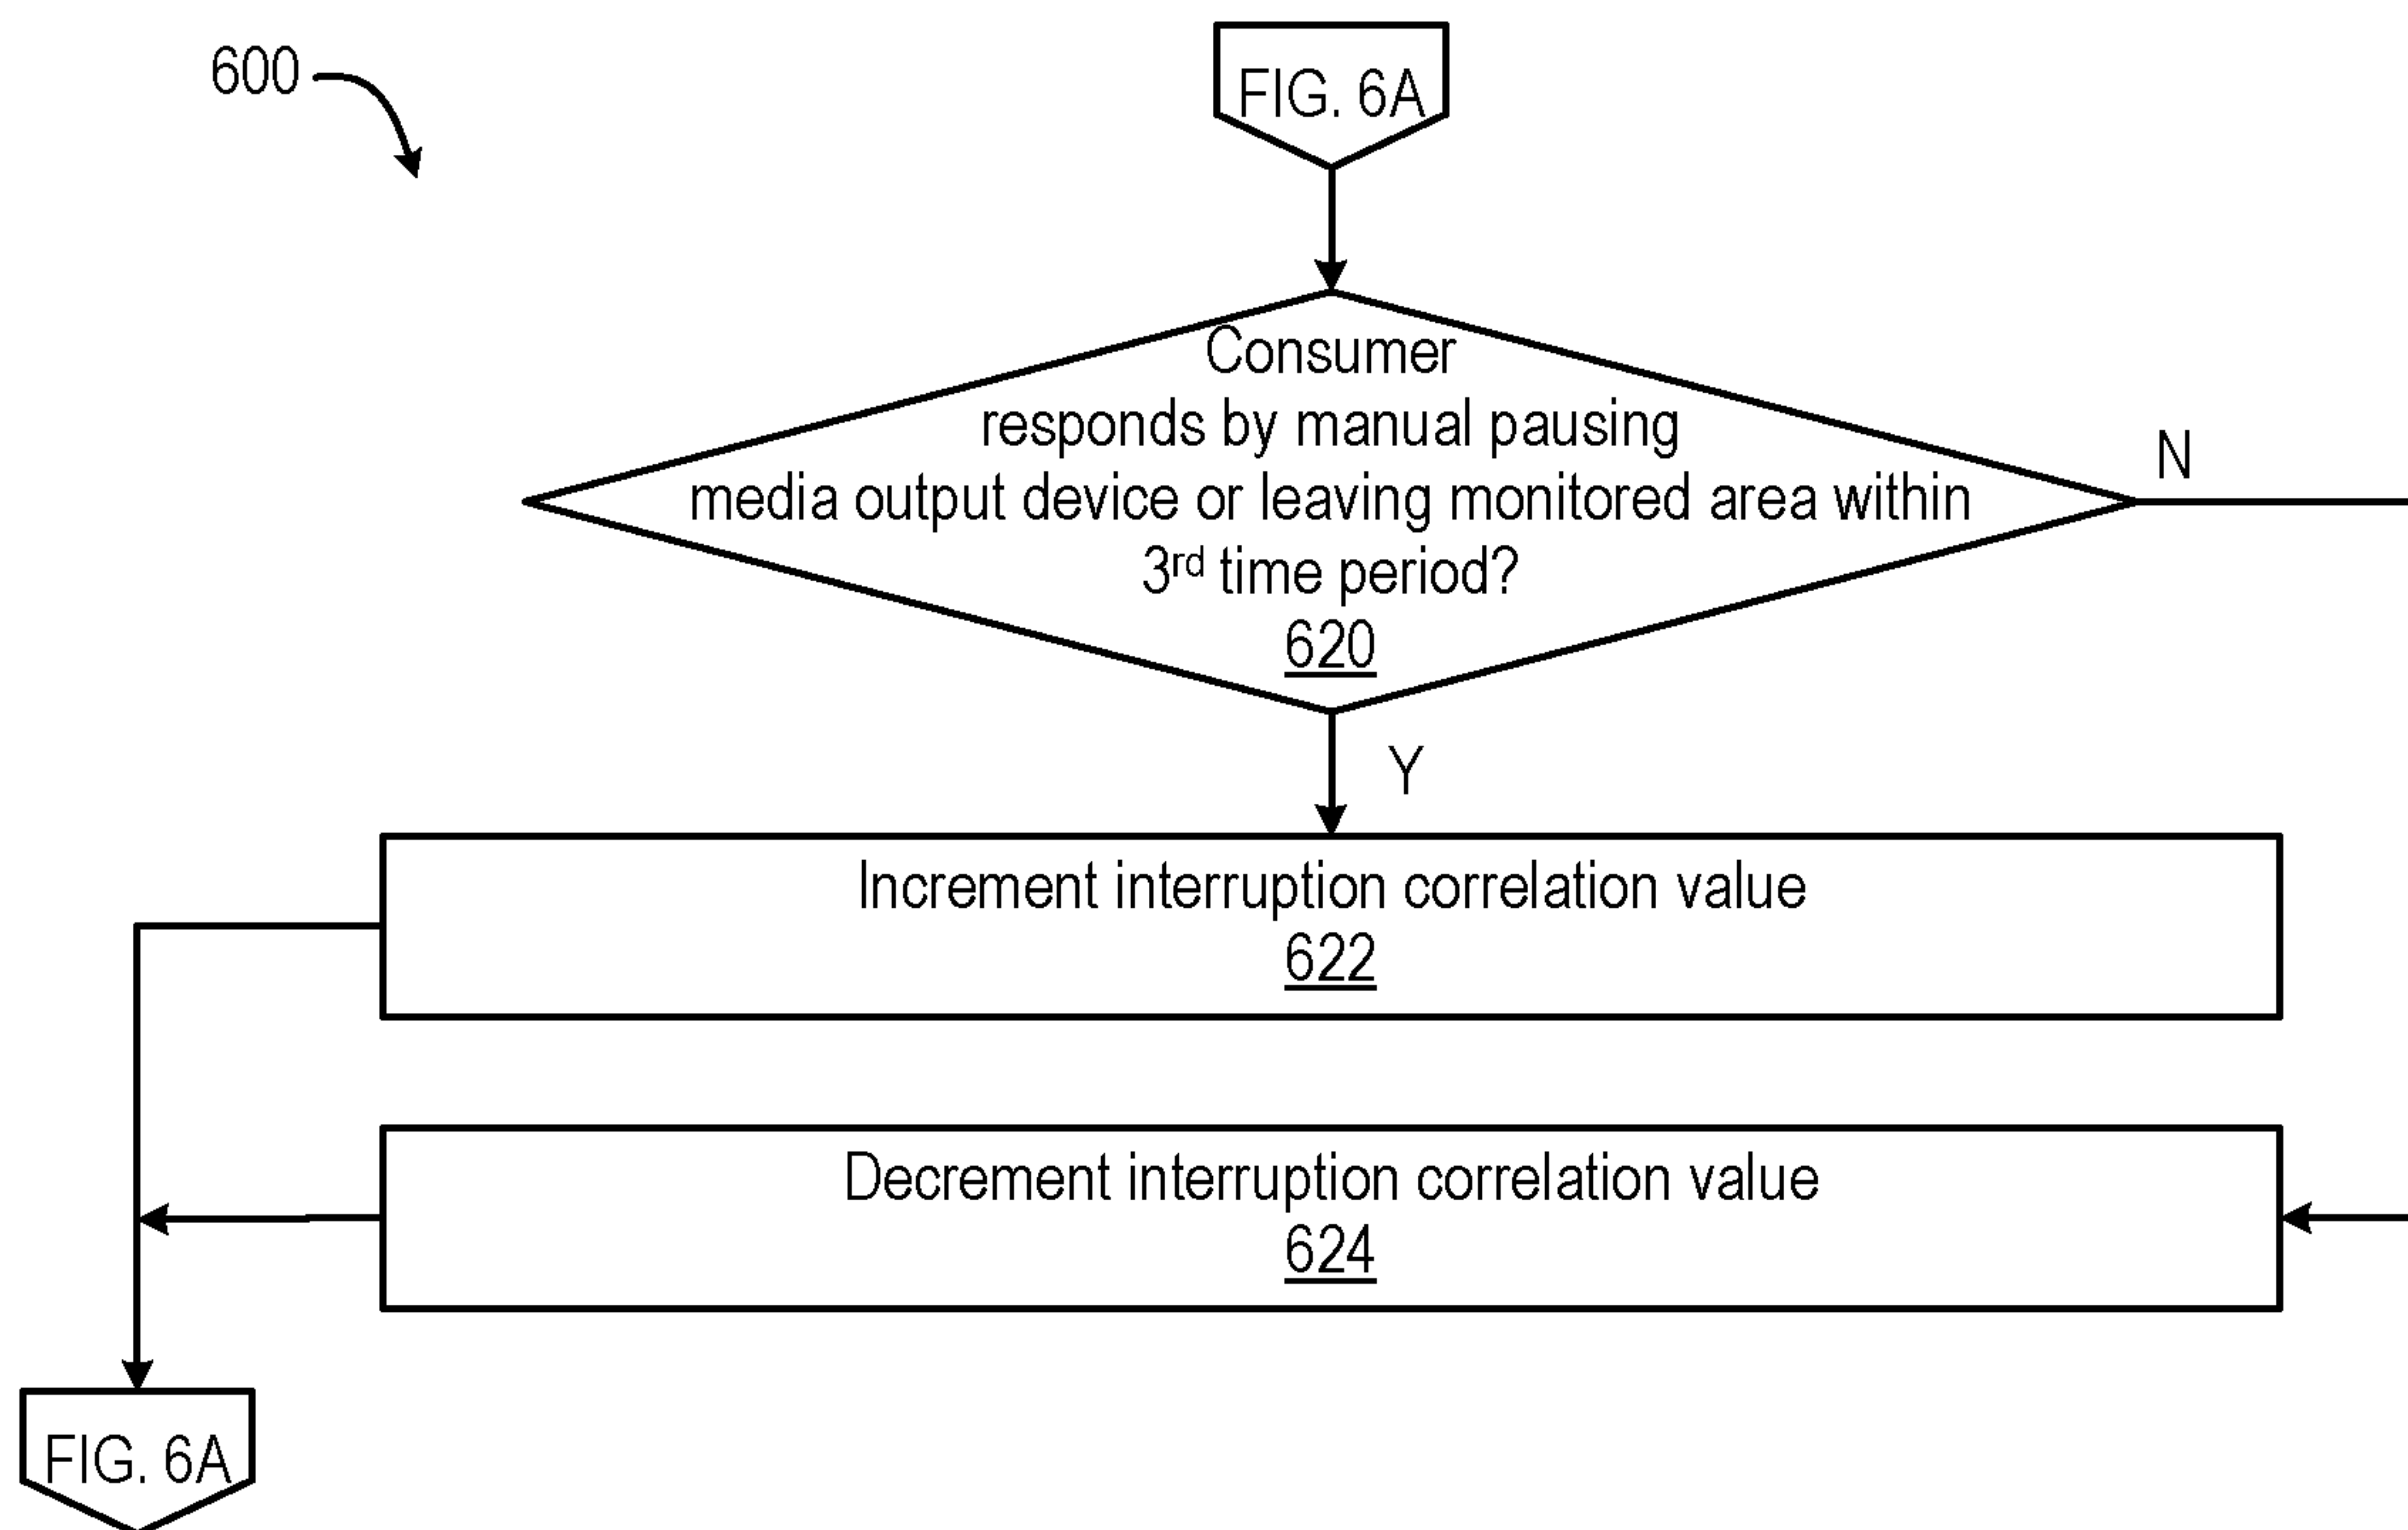 600
FIG. 6A
Consumer
responds by manual pausing
media output device or leaving monitored area within
3rd time period?
620
N
Y
Increment interruption correlation value
622
Decrement interruption correlation value
624
FIG. 6A